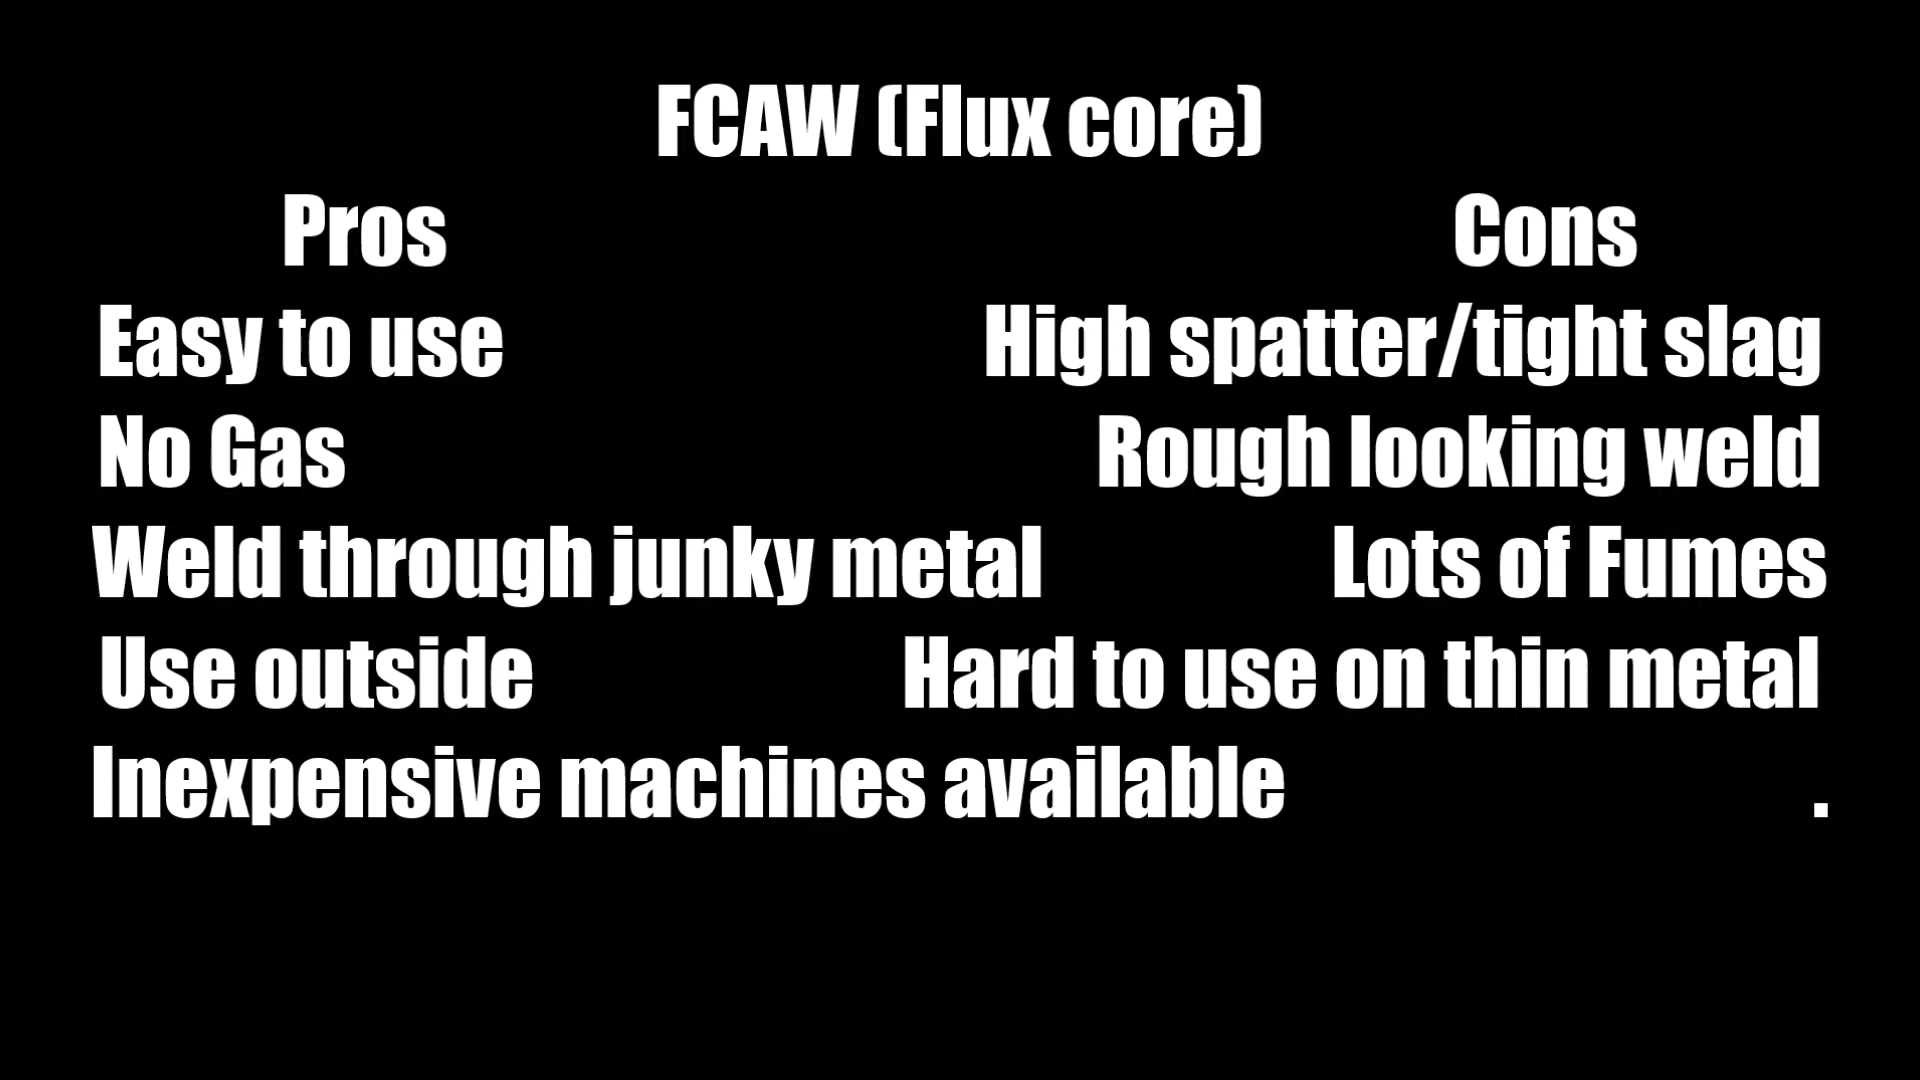 FCAW (Flux core)
Pros Cons
Easy to use High spatter/tight slag
No Gas Rough looking weld
Weld through junky metal Lots of Fumes
Use outside Hard to use on thin metal
Inexpensive machines available .